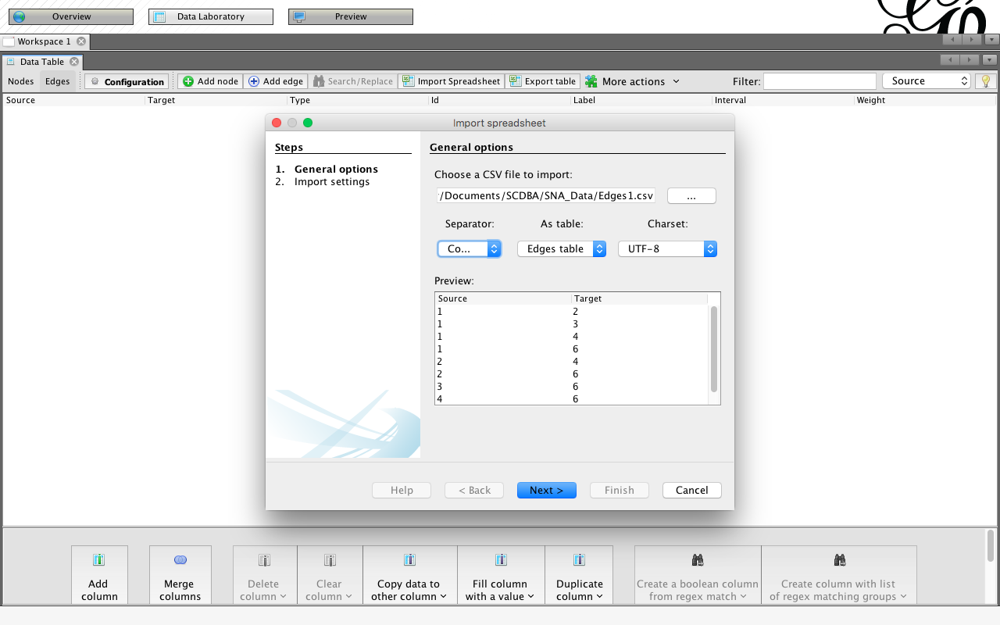 Overview Data Laboratory Preview
Workspace 1
Data Table
Nodes Edges Configuration Add node Add edge Search/Replace Import Spreadsheet Export table More actions Filter: Source
Source Target Type Id Label Interval Weight
Import spreadsheet
Steps
1. General options
2. Import settings
General options
Choose a CSV file to import:
/Documents/SCDBA/SNA_Data/Edges1.csv ...
Separator: As table: Charset:
Co... Edges table UTF-8
Preview:
Source Target
1 2
1 3
1 4
1 6
2 4
2 6
3 6
4 6
Help < Back Next > Finish Cancel
Add column
Merge columns
Delete column
Clear column
Copy data to other column
Fill column with a value
Duplicate column
Create a boolean column from regex match
Create column with list of regex matching groups